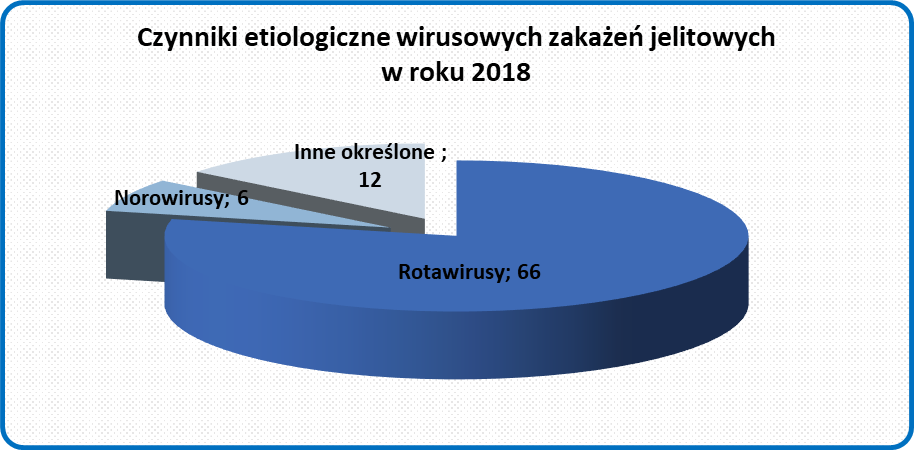 Czynniki etiologiczne wirusowych zakażeń jelitowych
w roku 2018
Inne określone ;
12
Norowirusy; 6
Rotawirusy; 66